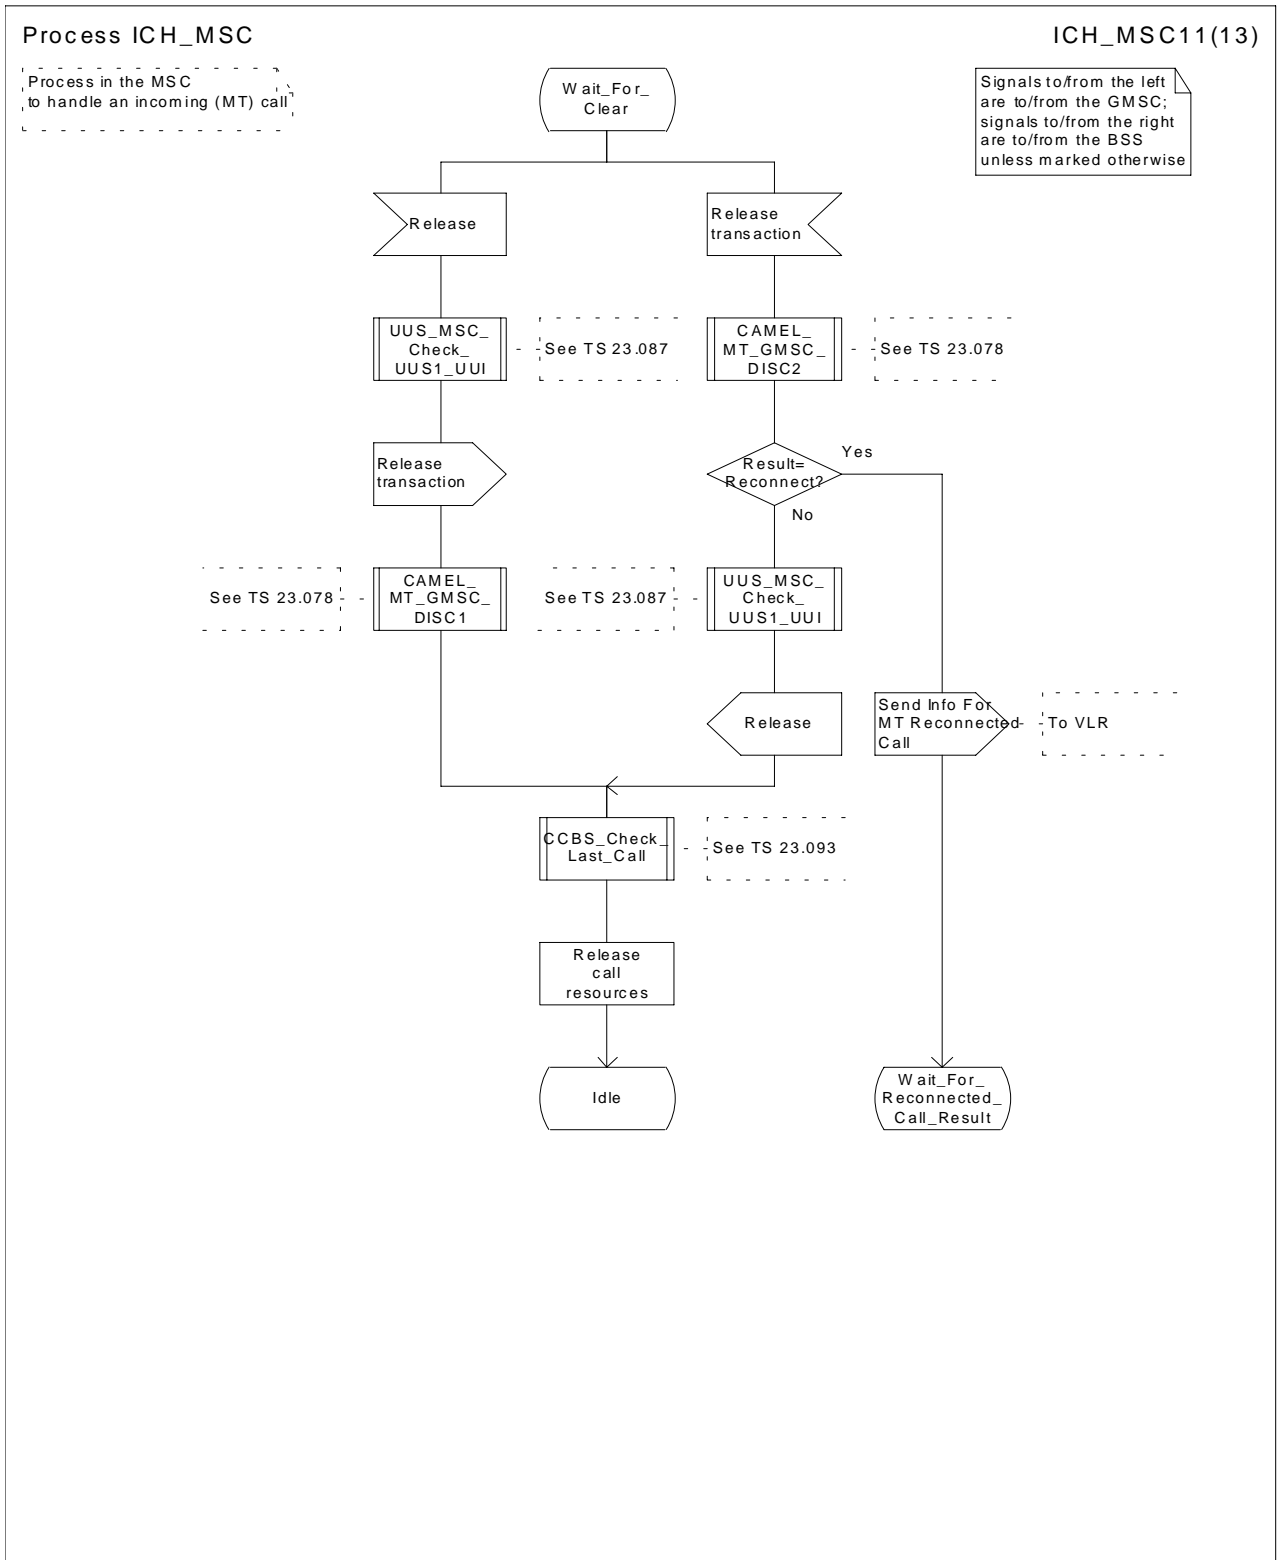 Process ICH_MSC
ICH_MSC11(13)
Process in the MSC
to handle an incoming (MT) call
Signals to/from the left
are to/from the GMSC;
signals to/from the right
are to/from the BSS
unless marked otherwise
Wait_For_
Clear
Release
Release
transaction
UUS_MSC_
Check_
UUS1_UUI
See TS 23.087
CAMEL_
MT_GMSC_
DISC2
See TS 23.078
Release
transaction
Result=
Reconnect?
Yes
No
See TS 23.078
CAMEL_
MT_GMSC_
DISC1
See TS 23.087
UUS_MSC_
Check_
UUS1_UUI
Release
Send Info For
MT Reconnected
Call
To VLR
CCBS_Check_
Last_Call
See TS 23.093
Release
call
resources
Idle
Wait_For_
Reconnected_
Call_Result